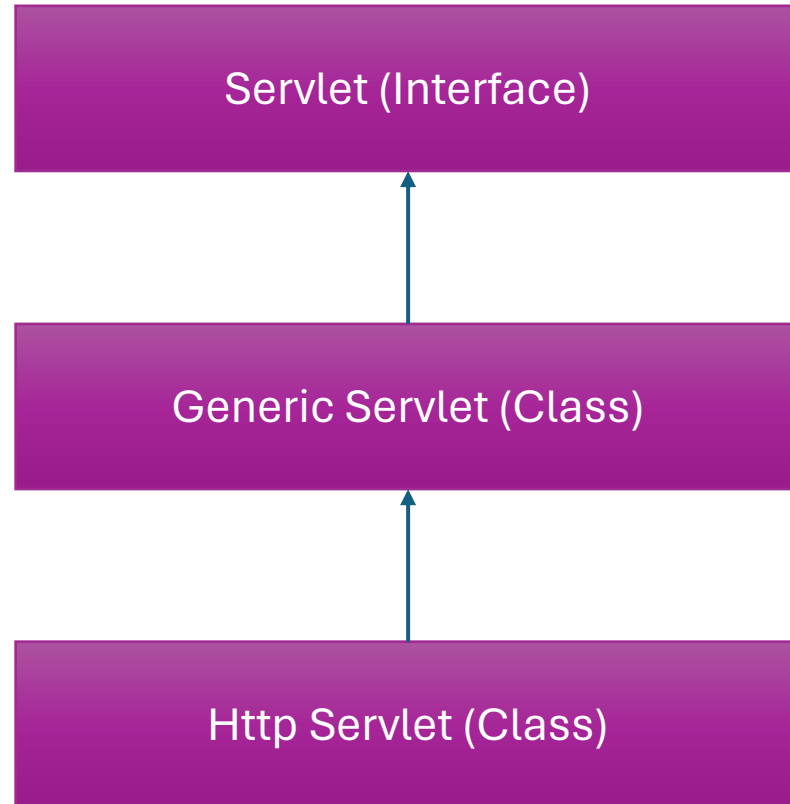 Servlet (Interface)
Generic Servlet (Class)
Http Servlet (Class)